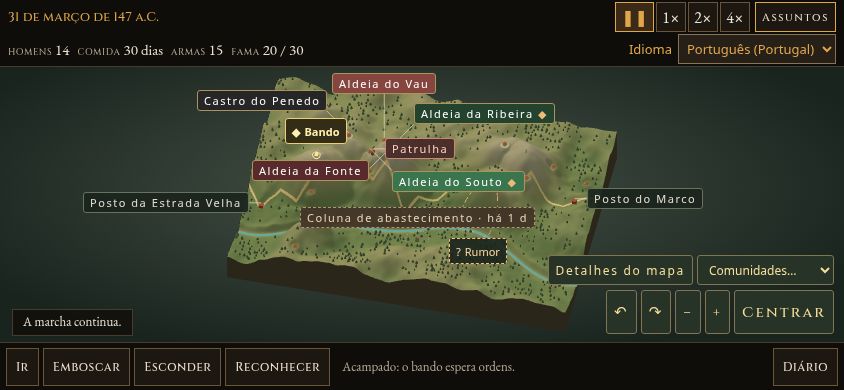 31 DE MARÇO DE 147 A.C.
❚❚ 1× 2× 4× ASSUNTOS
HOMENS 14 COMIDA 30 dias ARMAS 15 FAMA 20 / 30
Idioma Português (Portugal)
Aldeia do Vau
Castro do Penedo
Aldeia da Ribeira ◆
◆ Bando
Patrulha
Aldeia da Fonte
Aldeia do Souto ◆
Posto da Estrada Velha
Posto do Marco
Coluna de abastecimento · há 1 d
? Rumor
Detalhes do mapa Comunidades...
↶ ↷ − + CENTRAR
A marcha continua.
IR EMBOSCAR ESCONDER RECONHECER Acampado: o bando espera ordens. DIÁRIO